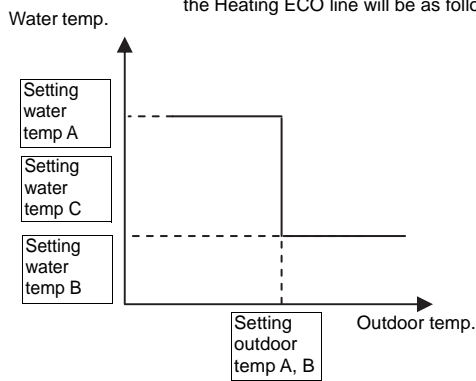 the Heating ECO line will be as follo
Water temp.
Setting
water
temp A
Setting
water
temp C
Setting
water
temp B
Setting
outdoor
temp A, B
Outdoor temp.